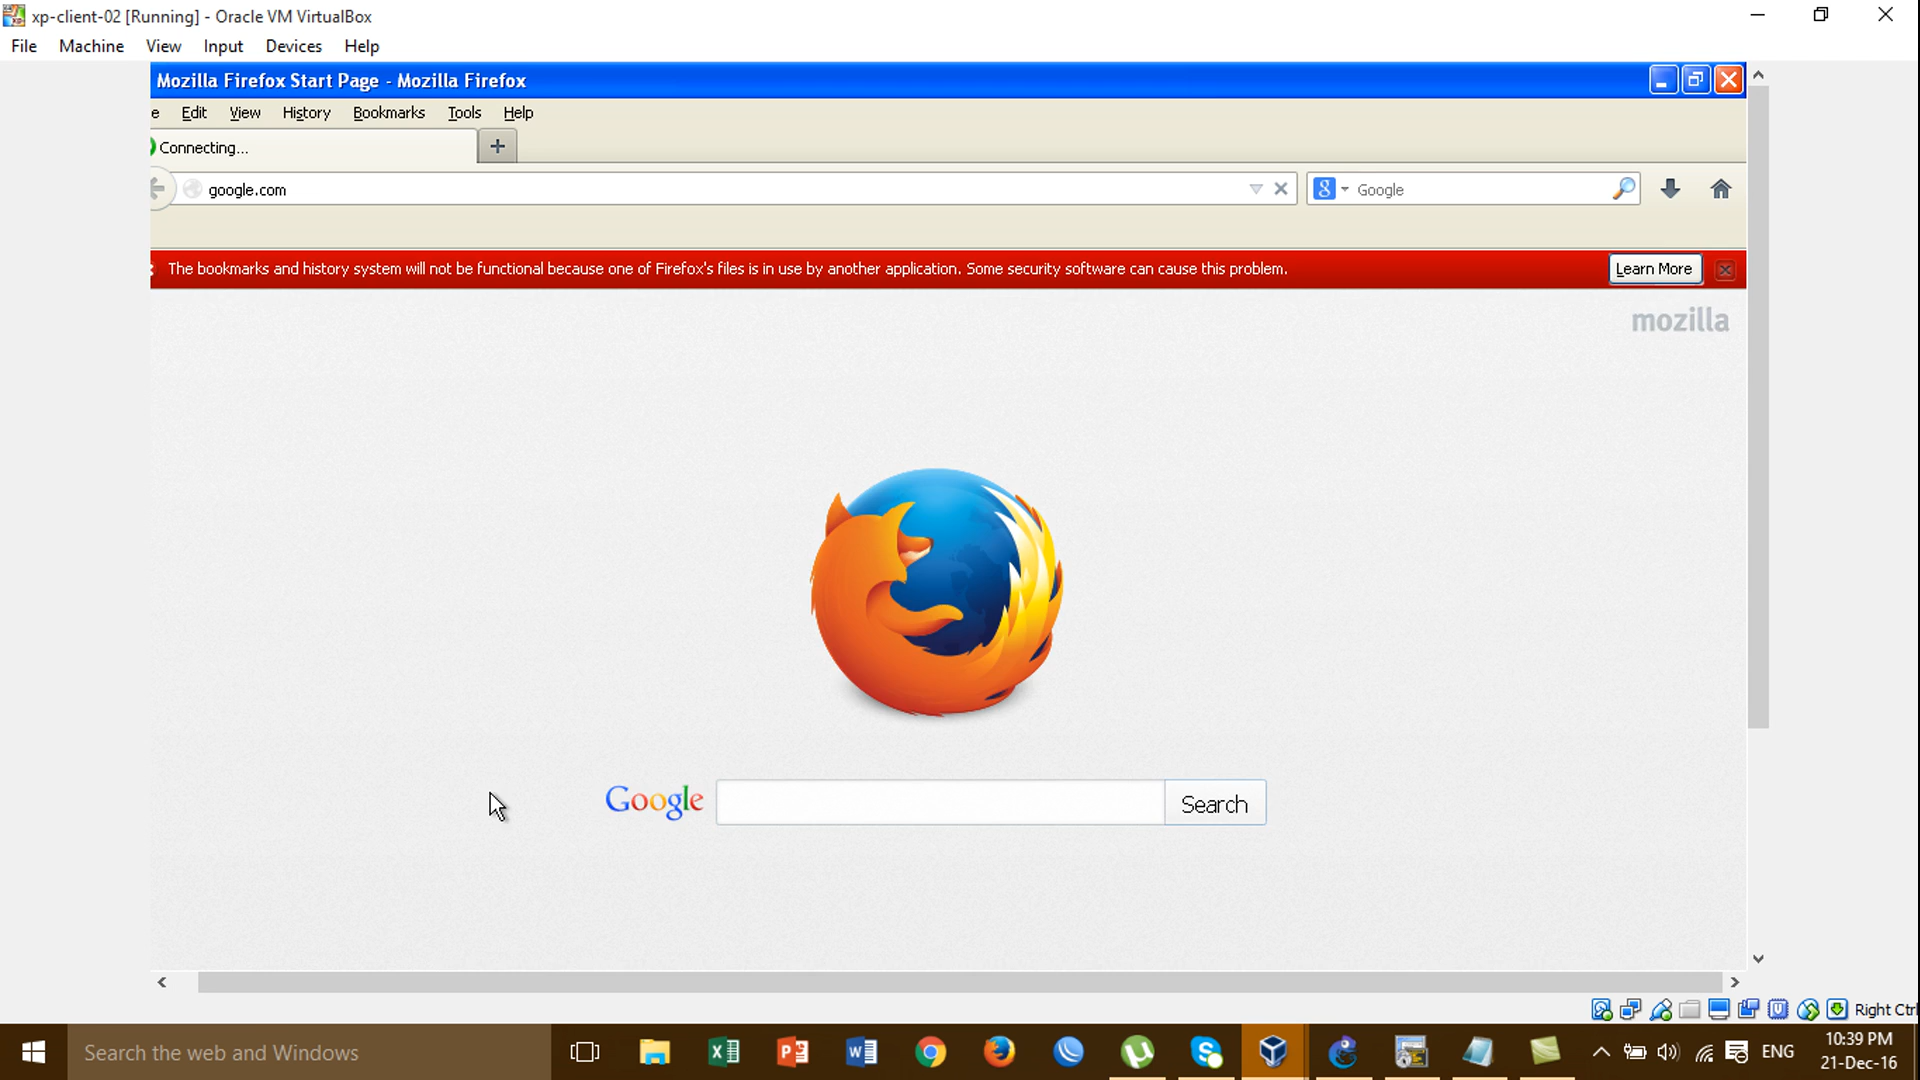 xp-client-02 [Running] - Oracle VM VirtualBox
File Machine View Input Devices Help
Mozilla Firefox Start Page - Mozilla Firefox
e Edit View History Bookmarks Tools Help
Connecting...
google.com
Google
The bookmarks and history system will not be functional because one of Firefox's files is in use by another application. Some security software can cause this problem.
Learn More
mozilla
Google
Search
Right Ctrl
Search the web and Windows
ENG
10:39 PM
21-Dec-16